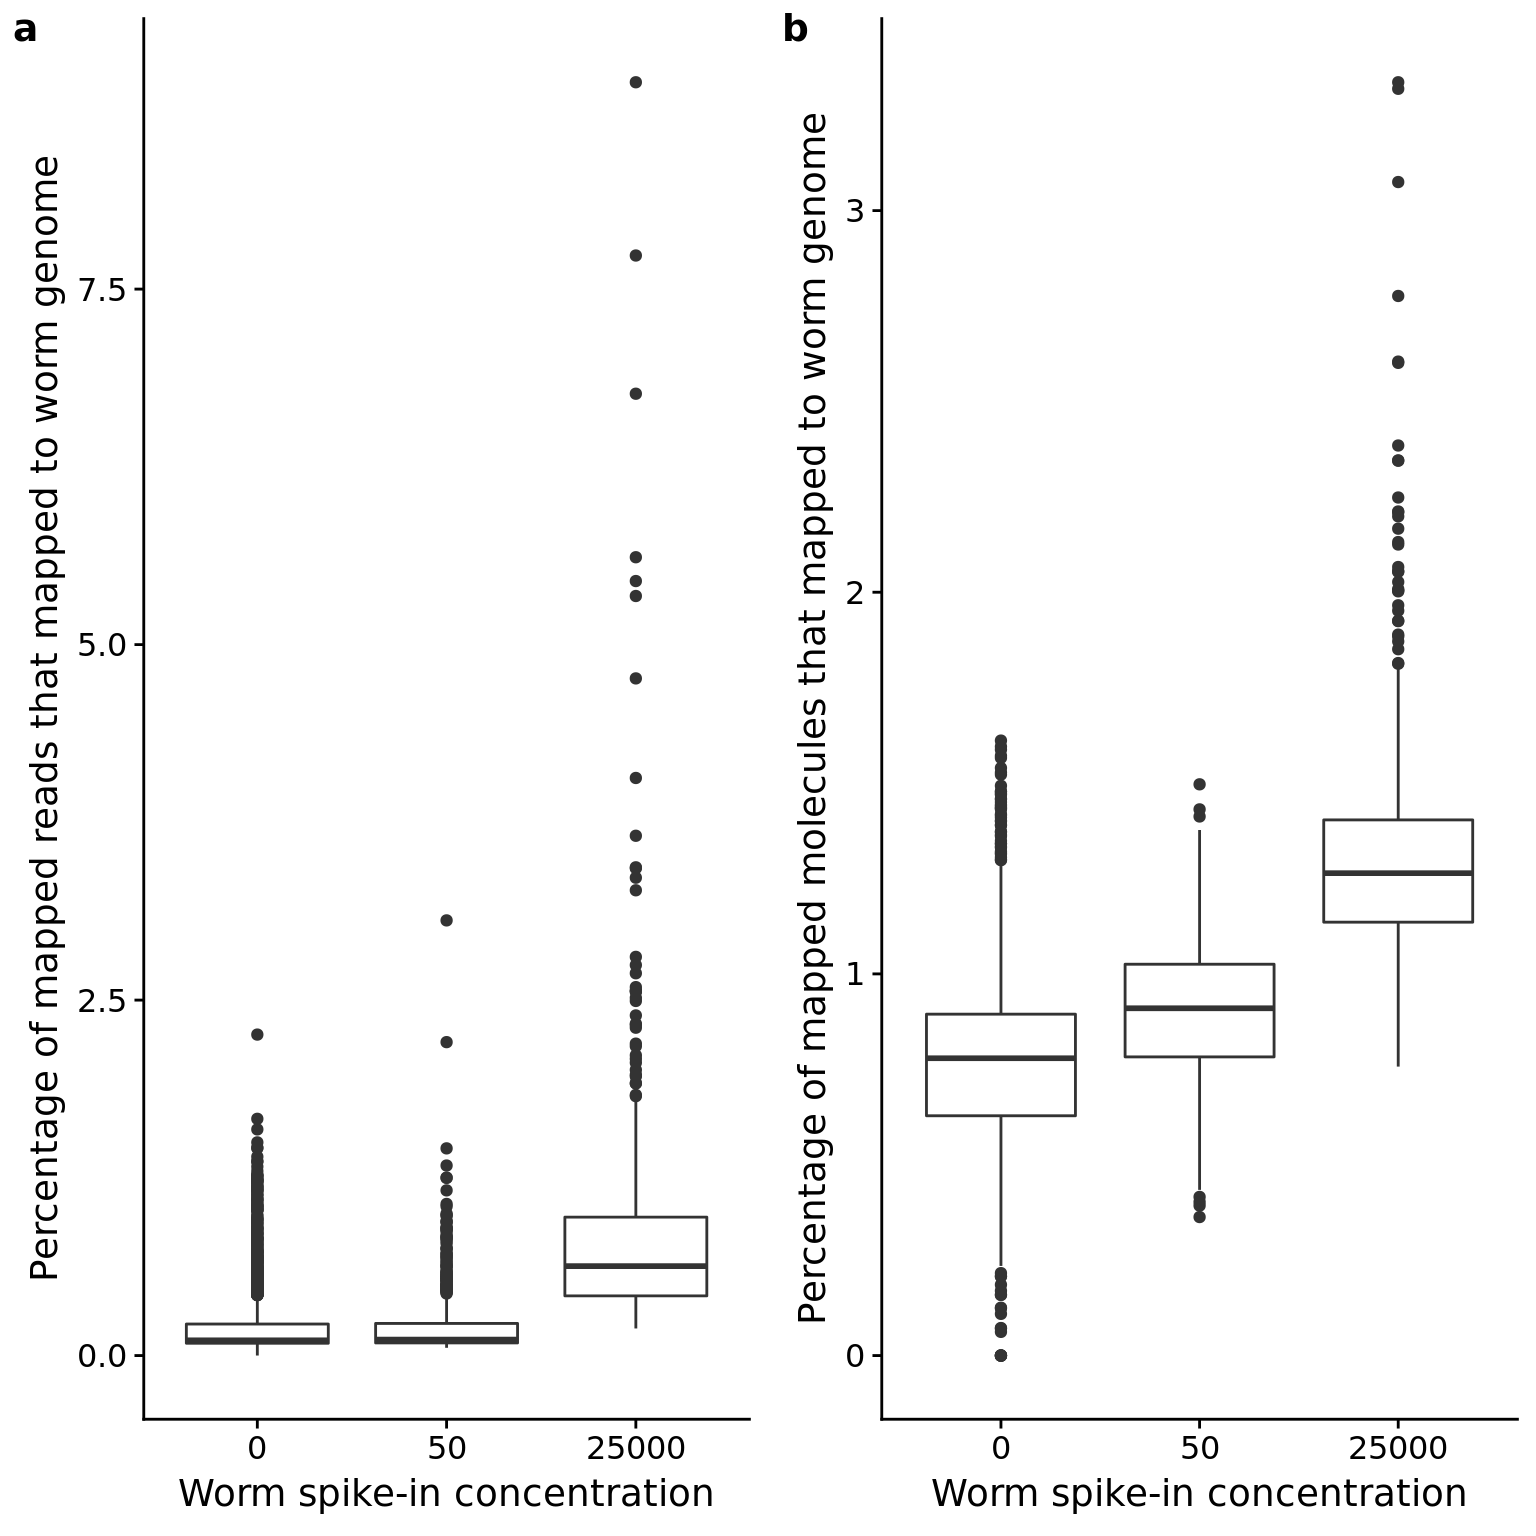 a
Percentage of mapped reads that mapped to worm genome
7.5
5.0
2.5
0.0
0 50 25000
Worm spike-in concentration
b
Percentage of mapped molecules that mapped to worm genome
3
2
1
0
0 50 25000
Worm spike-in concentration